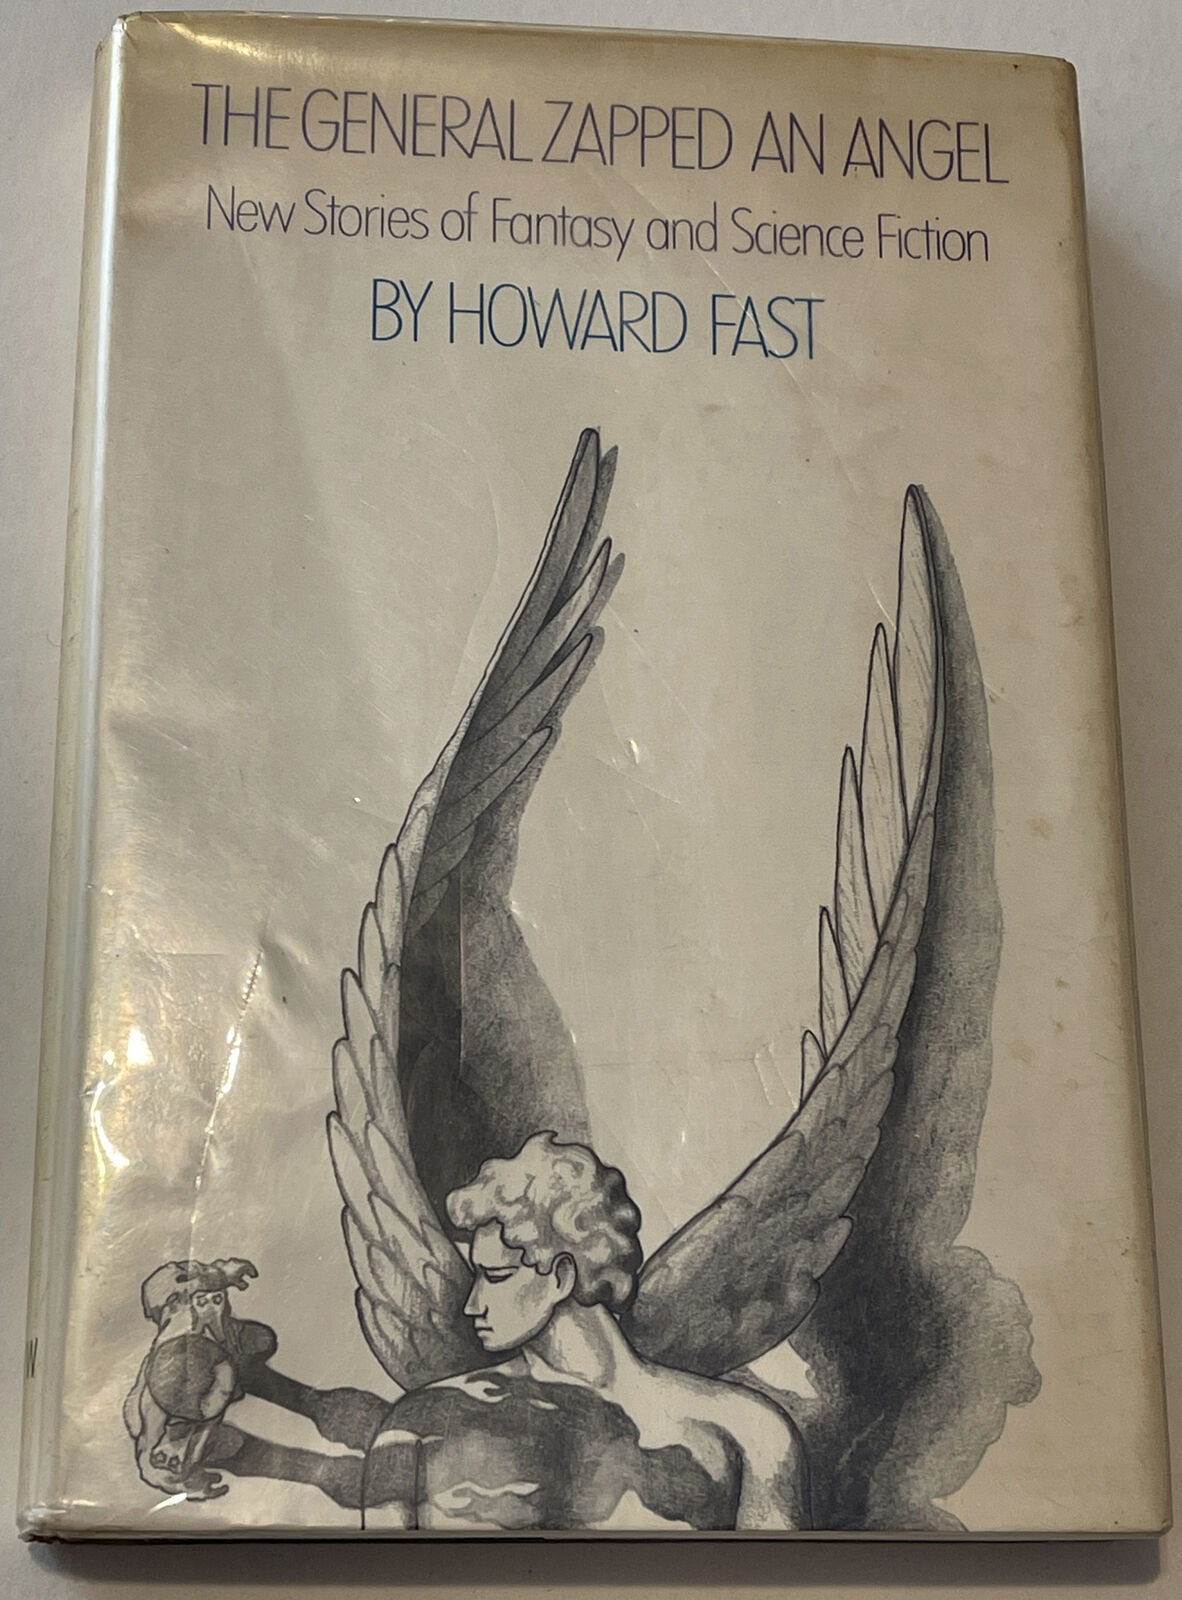 THE GENERAL ZAPPED AN ANGEL
New Stories of Fantasy and Science Fiction
BY HOWARD FAST